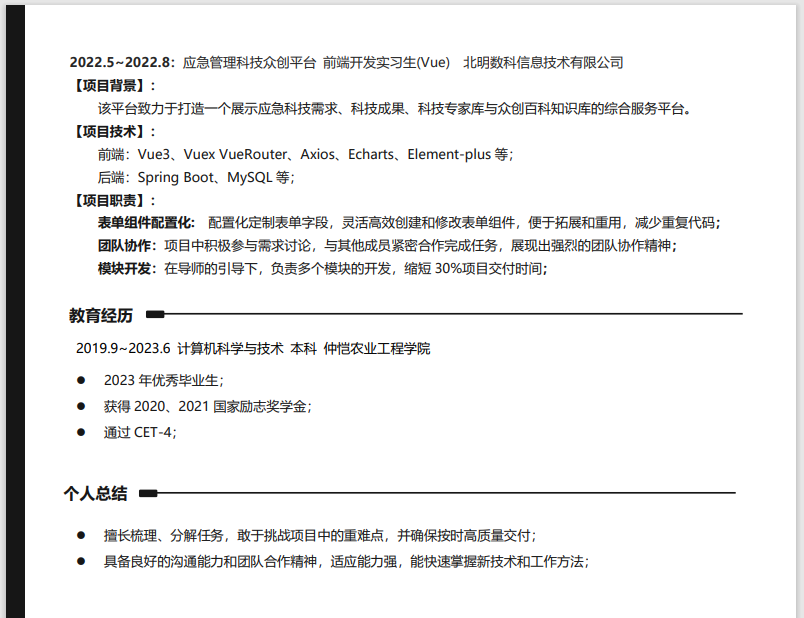 2022.5~2022.8：应急管理科技众创平台 前端开发实习生(Vue) 北明数科信息技术有限公司
【项目背景】：
该平台致力于打造一个展示应急科技需求、科技成果、科技专家库与众创百科知识库的综合服务平台。
【项目技术】：
前端：Vue3、Vuex VueRouter、Axios、Echarts、Element-plus 等；
后端：Spring Boot、MySQL 等；
【项目职责】：
表单组件配置化： 配置化定制表单字段，灵活高效创建和修改表单组件，便于拓展和重用，减少重复代码；
团队协作：项目中积极参与需求讨论，与其他成员紧密合作完成任务，展现出强烈的团队协作精神；
模块开发：在导师的引导下，负责多个模块的开发，缩短 30%项目交付时间；
教育经历
2019.9~2023.6 计算机科学与技术 本科 仲恺农业工程学院
● 2023 年优秀毕业生；
● 获得 2020、2021 国家励志奖学金；
● 通过 CET-4；
个人总结
● 擅长梳理、分解任务，敢于挑战项目中的重难点，并确保按时高质量交付；
● 具备良好的沟通能力和团队合作精神，适应能力强，能快速掌握新技术和工作方法；